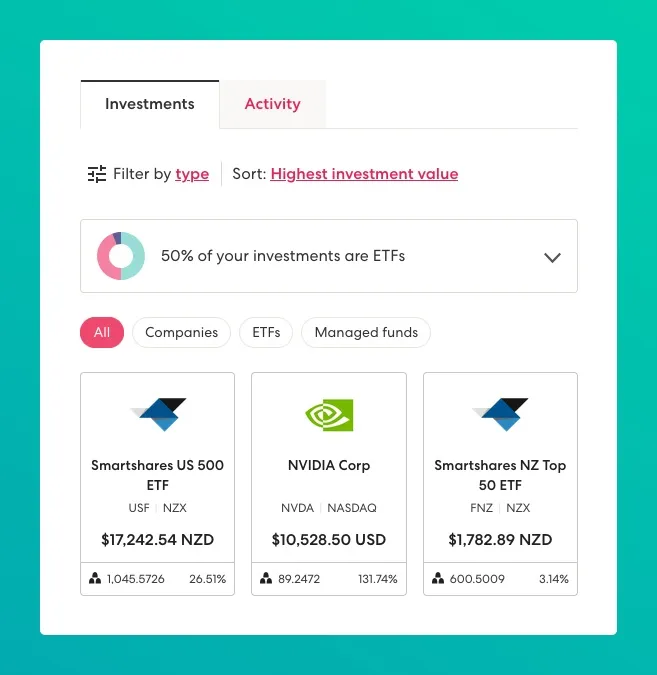 Investments Activity
Filter by type Sort: Highest investment value
50% of your investments are ETFs
All Companies ETFs Managed funds
Smartshares US 500
ETF
USF NZX
$17,242.54 NZD
1,045.5726 26.51%
NVIDIA Corp
NVDA NASDAQ
$10,528.50 USD
89.2472 131.74%
Smartshares NZ Top
50 ETF
FNZ NZX
$1,782.89 NZD
600.5009 3.14%